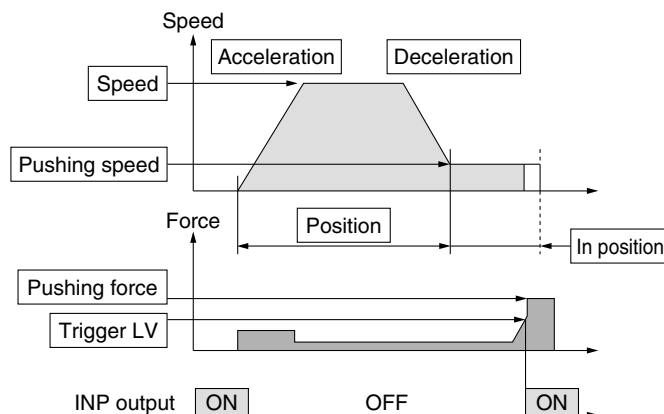 Speed
Acceleration
Deceleration
Speed
Pushing speed
Force
Position
In position
Pushing force
Trigger LV
INP output
ON
OFF
ON